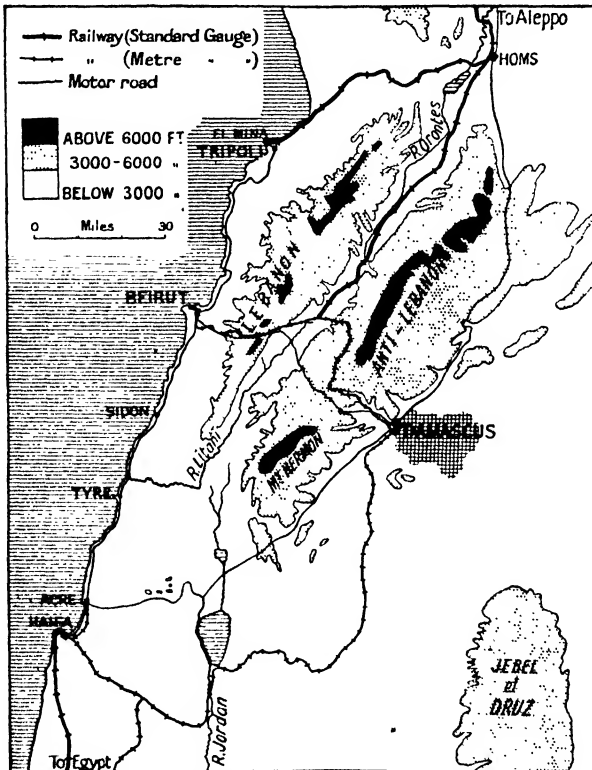 To Aleppo
Railway (Standard Gauge)
" (Metre " ")
Motor road
HOMS
ABOVE 6000 FT
3000-6000 "
BELOW 3000 "
0 Miles 30
EL MINA
TRIPOLI
R. Orontes
LEBANON
ANTI-LEBANON
BEIRUT
SIDON
R. Litani
DAMASCUS
MT HERMON
TYRE
ACRE
HAIFA
JEBEL
el
DRUZ
R. Jordan
To Egypt